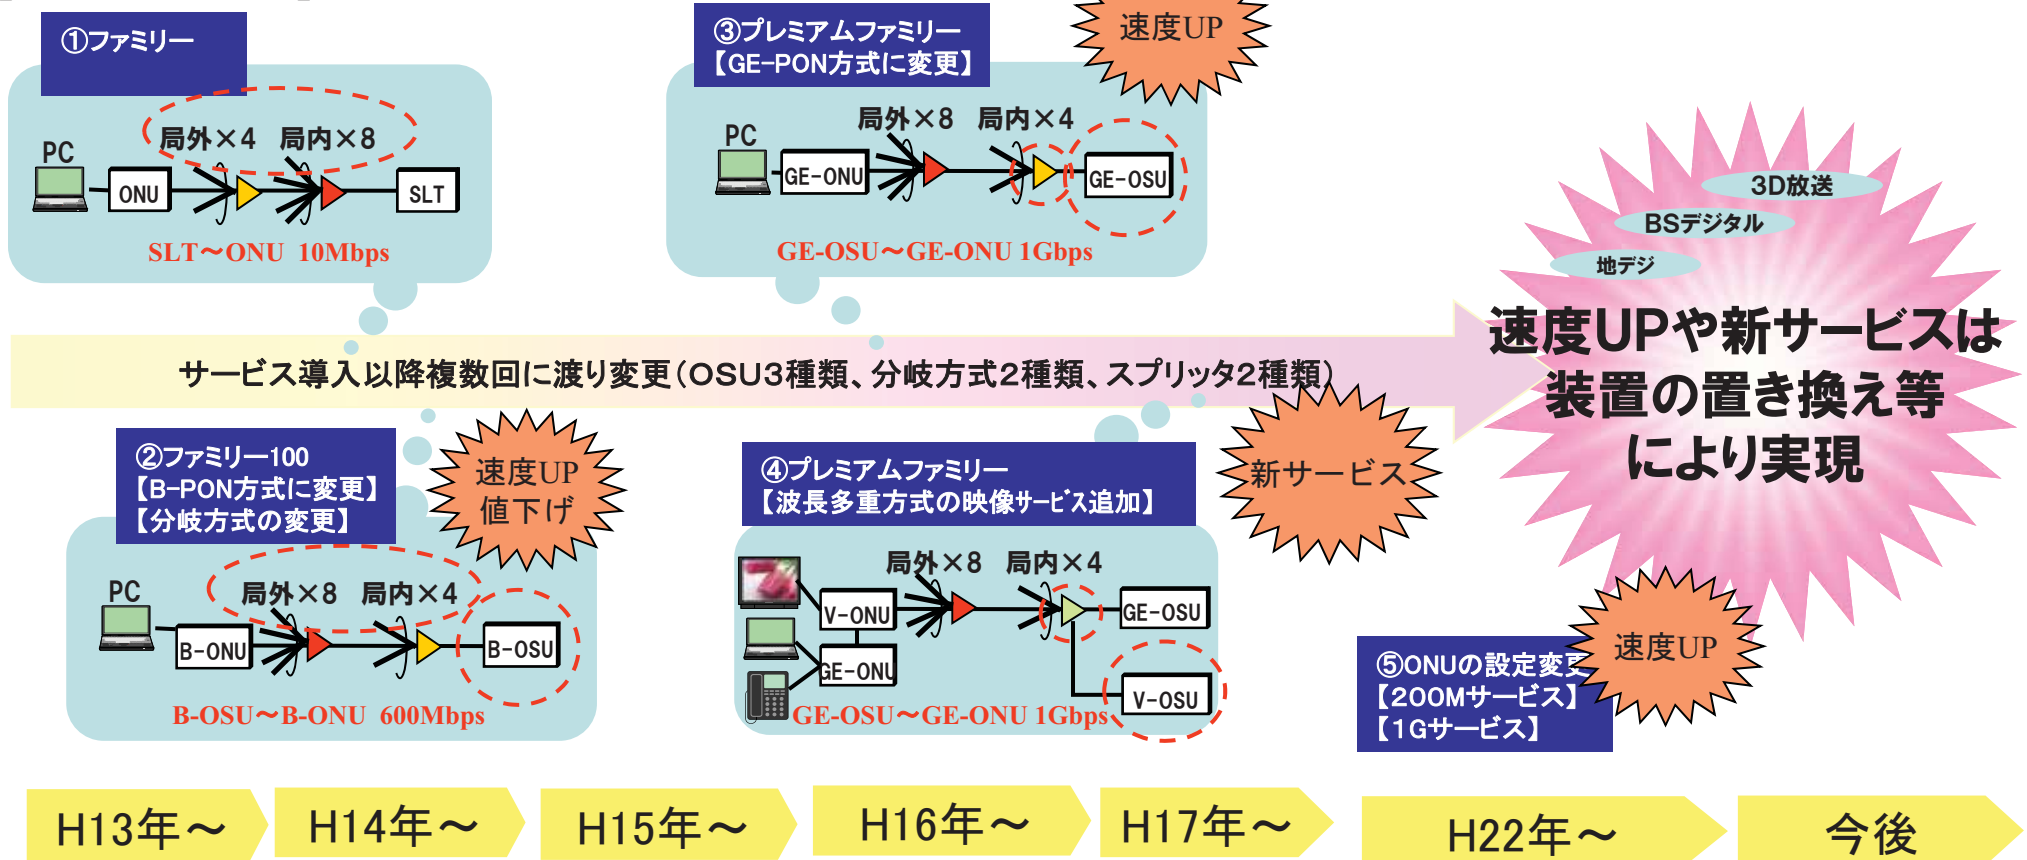 ①ファミリー
局外×4 局内×8
PC
ONU
SLT
SLT～ONU 10Mbps
③プレミアムファミリー
【GE-PON方式に変更】
速度UP
局外×8 局内×4
PC
GE-ONU
GE-OSU
GE-OSU～GE-ONU 1Gbps
3D放送
BSデジタル
地デジ
速度UPや新サービスは
装置の置き換え等
により実現
サービス導入以降複数回に渡り変更（OSU3種類、分岐方式2種類、スプリッタ2種類）
②ファミリー100
【B-PON方式に変更】
【分岐方式の変更】
速度UP
値下げ
局外×8 局内×4
PC
B-ONU
B-OSU
B-OSU～B-ONU 600Mbps
④プレミアムファミリー
【波長多重方式の映像サービス追加】
新サービス
局外×8 局内×4
V-ONU
GE-OSU
GE-ONU
V-OSU
GE-OSU～GE-ONU 1Gbps
⑤ONUの設定変更
【200Mサービス】
【1Gサービス】
速度UP
H13年～
H14年～
H15年～
H16年～
H17年～
H22年～
今後